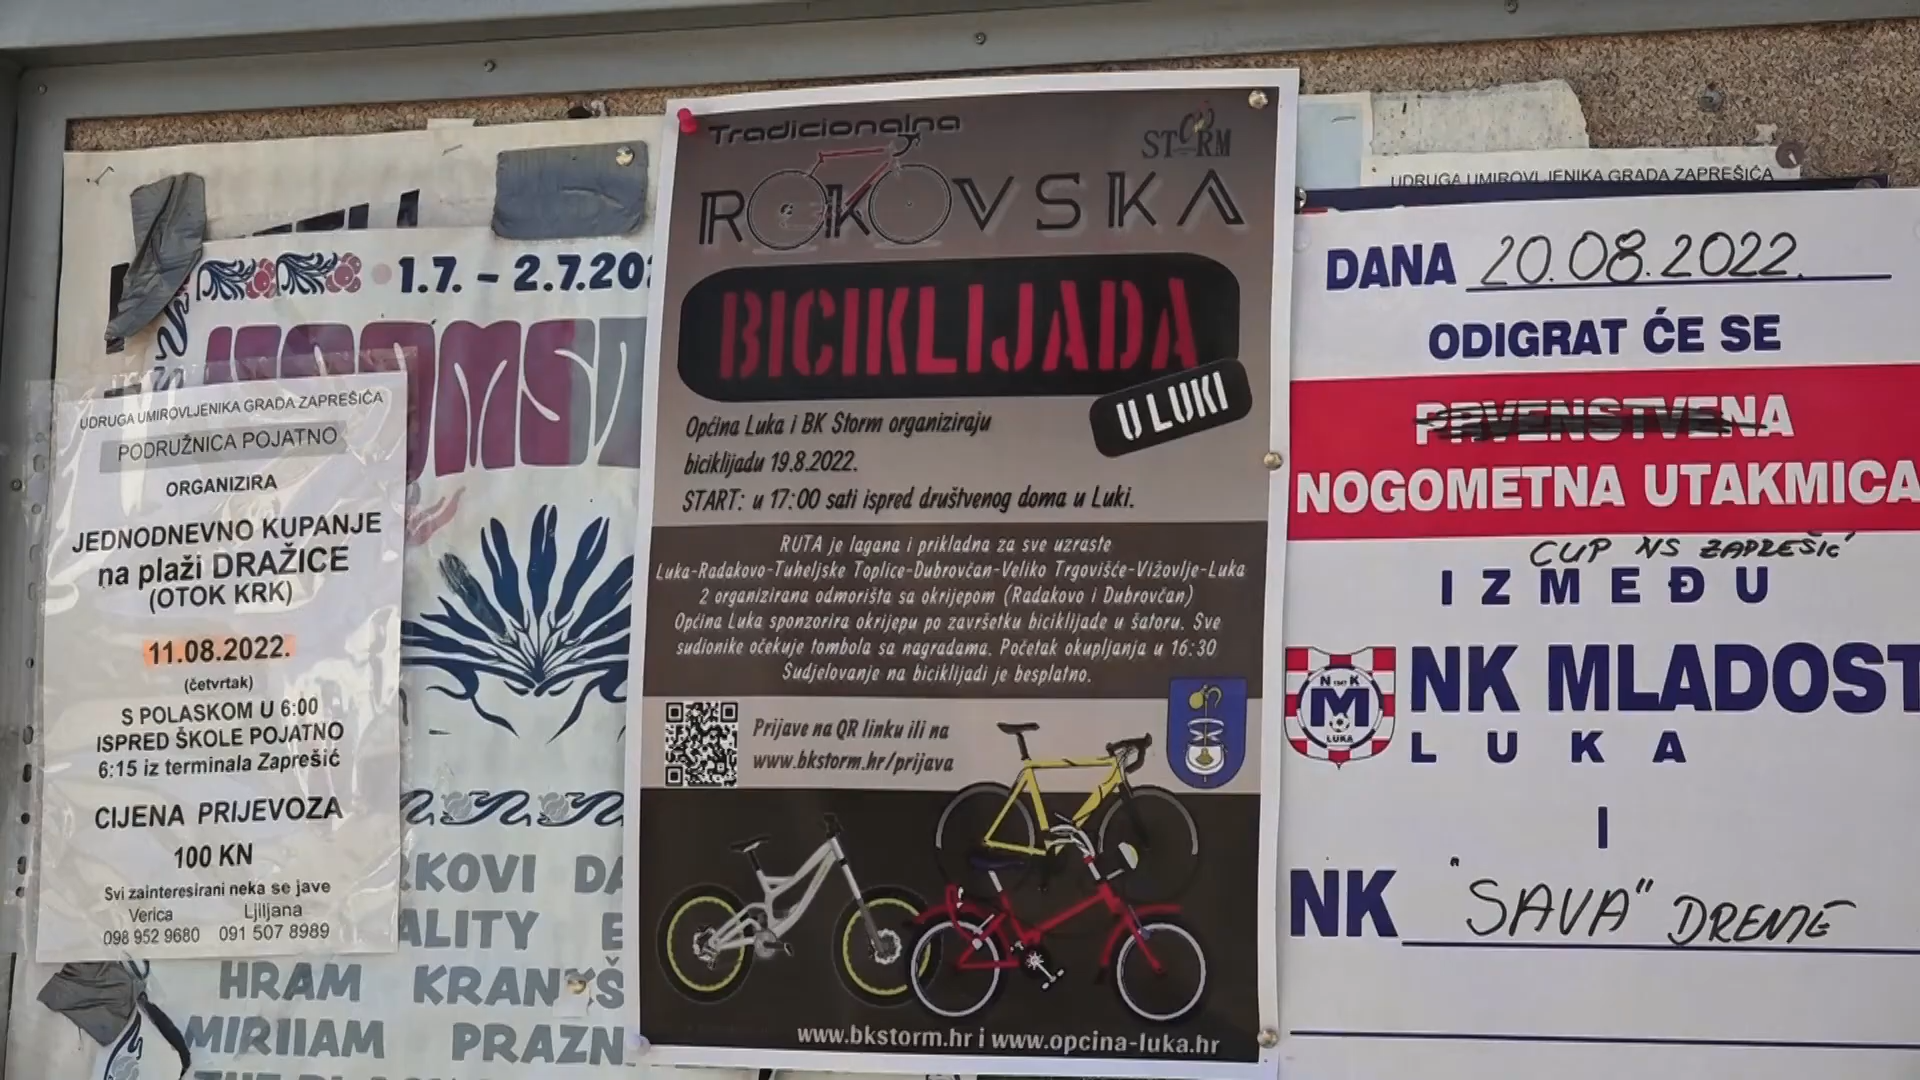 1.7. - 2.7.20
UDRUGA UMIROVLJENIKA GRADA ZAPREŠIĆA
PODRUŽNICA POJATNO
ORGANIZIRA
JEDNODNEVNO KUPANJE
na plaži DRAŽICE
(OTOK KRK)
11.08.2022.
(četvrtak)
S POLASKOM U 6:00
ISPRED ŠKOLE POJATNO
6:15 iz terminala Zaprešić
CIJENA PRIJEVOZA
100 KN
Svi zainteresirani neka se jave
Verica Ljiljana
098 952 9680 091 507 8989
HRAM
MIRIIAM
Tradicionalna
STORM
ROKOVSKA
BICIKLIJADA
U LUKI
Općina Luka i BK Storm organiziraju
biciklijadu 19.8.2022.
START: u 17:00 sati ispred društvenog doma u Luki.
RUTA je lagana i prikladna za sve uzraste
Luka-Radakovo-Tuheljske Toplice-Dubrovčan-Veliko Trgovišće-Vižovlje-Luka
2 organizirana odmorišta sa okrijepom (Radakovo i Dubrovčan)
Općina Luka sponzorira okrijepu po završetku biciklijade u šatoru. Sve
sudionike očekuje tombola sa nagradama. Početak okupljanja u 16:30
Sudjelovanje na biciklijadi je besplatno.
Prijave na QR linku ili na
www.bkstorm.hr/prijava
www.bkstorm.hr i www.opcina-luka.hr
UDRUGA UMIROVLJENIKA GRADA ZAPREŠIĆA
DANA 20.08.2022.
ODIGRAT ĆE SE
PRVENSTVENA
NOGOMETNA UTAKMICA
CUP NS ZAPREŠIĆ
IZMEĐU
N 1947 K
M
LUKA
NK MLADOST
LUKA
I
NK "SAVA" DRENJE